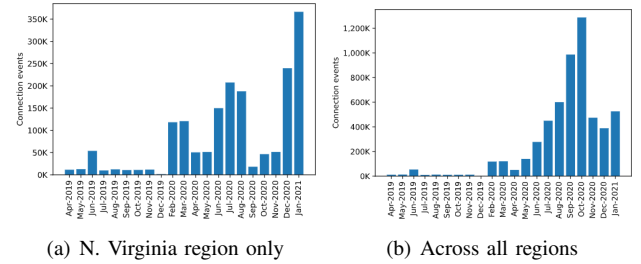 350K
300K
250K
200K
150K
100K
50K
0K
Connection events
Apr-2019
May-2019
Jun-2019
Jul-2019
Aug-2019
Sep-2019
Oct-2019
Nov-2019
Dec-2019
Feb-2020
Mar-2020
Apr-2020
May-2020
Jun-2020
Jul-2020
Aug-2020
Sep-2020
Oct-2020
Nov-2020
Dec-2020
Jan-2021
(a) N. Virginia region only
1,200K
1,000K
800K
600K
400K
200K
0K
Connection events
Apr-2019
May-2019
Jun-2019
Jul-2019
Aug-2019
Sep-2019
Oct-2019
Nov-2019
Dec-2019
Feb-2020
Mar-2020
Apr-2020
May-2020
Jun-2020
Jul-2020
Aug-2020
Sep-2020
Oct-2020
Nov-2020
Dec-2020
Jan-2021
(b) Across all regions